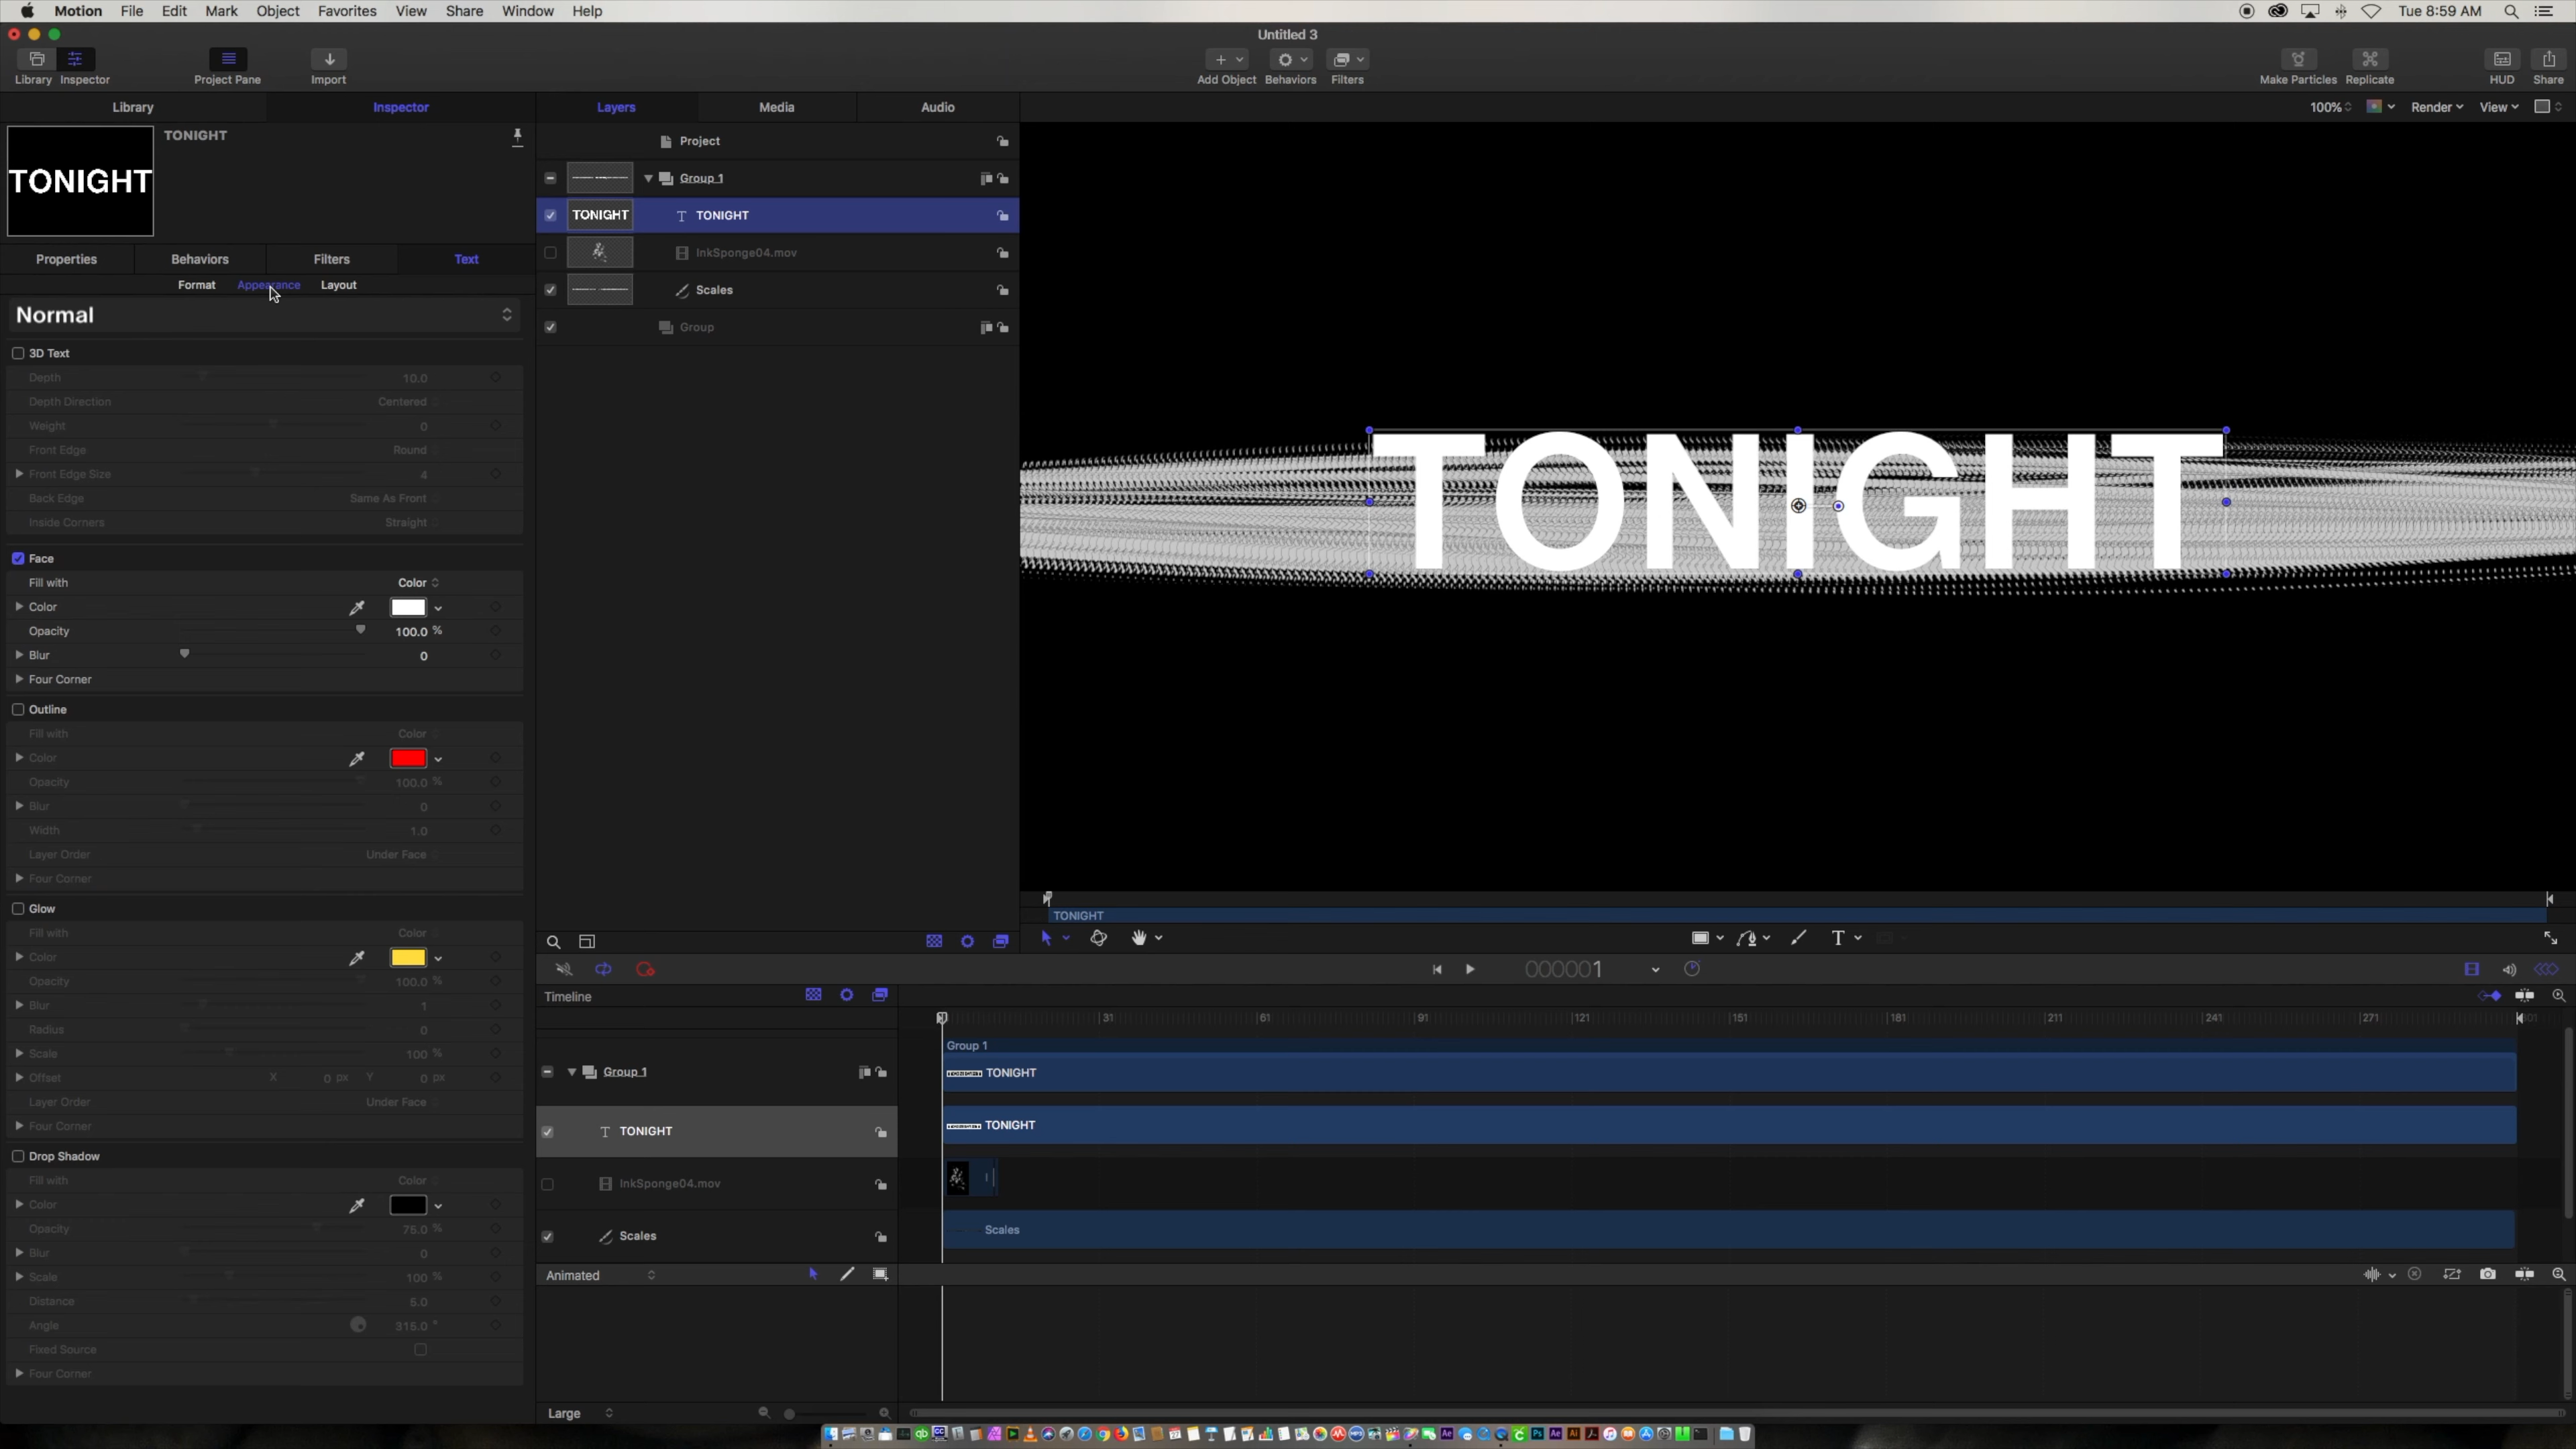 Motion File Edit Mark Object Favorites View Share Window Help Tue 8:59 AM
Untitled 3
Library Inspector Project Pane Import Add Object Behaviors Filters Make Particles Replicate HUD Share
Library Inspector Layers Media Audio 100% Render View
TONIGHT
TONIGHT
Project
Group 1
TONIGHT TONIGHT
InkSponge04.mov
Scales
Group
Properties Behaviors Filters Text
Format Appearance Layout
Normal
3D Text
Depth 10.0
Depth Direction Centered
Weight 0
Front Edge Round
Front Edge Size 4
Back Edge Same As Front
Inside Corners Straight
Face
Fill with Color
Color
Opacity 100.0 %
Blur 0
Four Corner
Outline
Fill with Color
Color
Opacity 100.0 %
Blur 0
Width 1.0
Layer Order Under Face
Four Corner
Glow
Fill with Color
Color
Opacity 100.0 %
Blur 1
Radius 0
Scale 100 %
Offset X 0 px Y 0 px
Layer Order Under Face
Four Corner
Drop Shadow
Fill with Color
Color
Opacity 75.0 %
Blur 0
Scale 100 %
Distance 5.0
Angle 315.0 °
Fixed Source
Four Corner
TONIGHT
TONIGHT
T
000001
Timeline
31 61 91 121 151 181 211 241 271 301
Group 1
Group 1 TONIGHT
TONIGHT TONIGHT
InkSponge04.mov
Scales Scales
Animated
Large